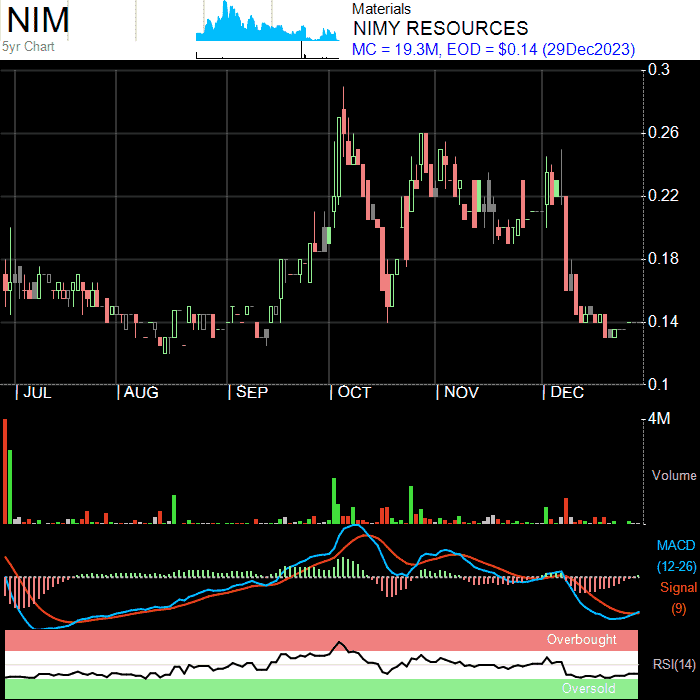 NIM
5yr Chart
Materials
NIMY RESOURCES
MC = 19.3M, EOD = $0.14 (29Dec2023)
0.3
0.26
0.22
0.18
0.14
0.1
JUL AUG SEP OCT NOV DEC
4M
Volume
MACD
(12-26)
Signal
(9)
Overbought
RSI(14)
Oversold